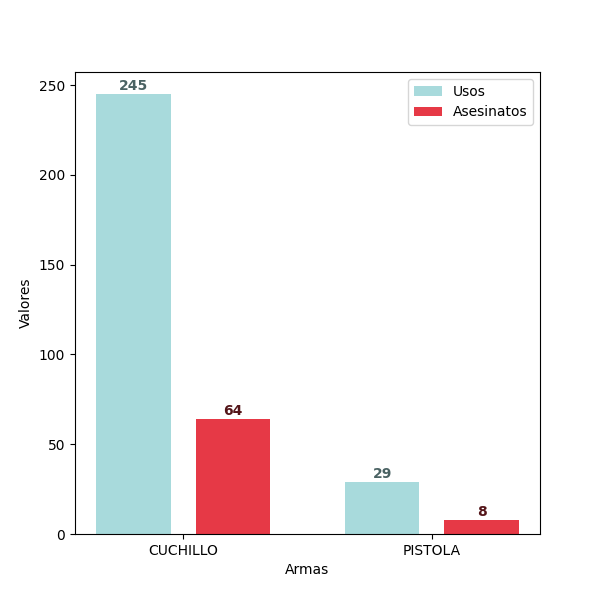 Usos
Asesinatos
245
64
29
8
250
200
150
100
50
0
Valores
CUCHILLO
PISTOLA
Armas